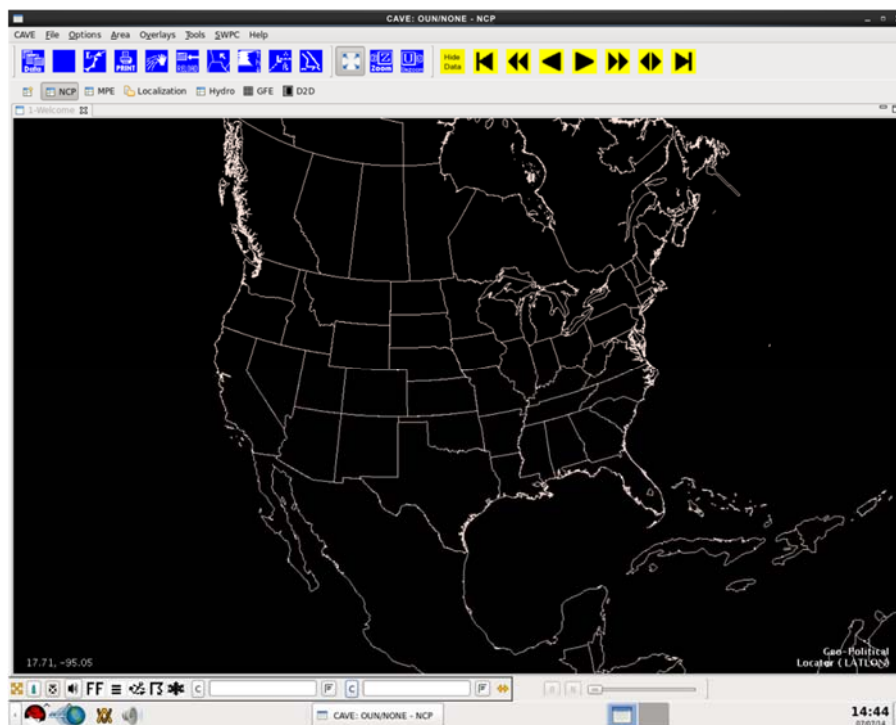 CAVE: OUN/NONE - NCP
CAVE File Options Area Overlays Tools SWPC Help
Data PRINT RELOAD Z Zoom U Unzoom Hide Data
NCP MPE Localization Hydro GFE D2D
1-Welcome
17.71, -95.05
Geo-Political
Locator (LATLON)
FF C F C F
CAVE: OUN/NONE - NCP
14:44